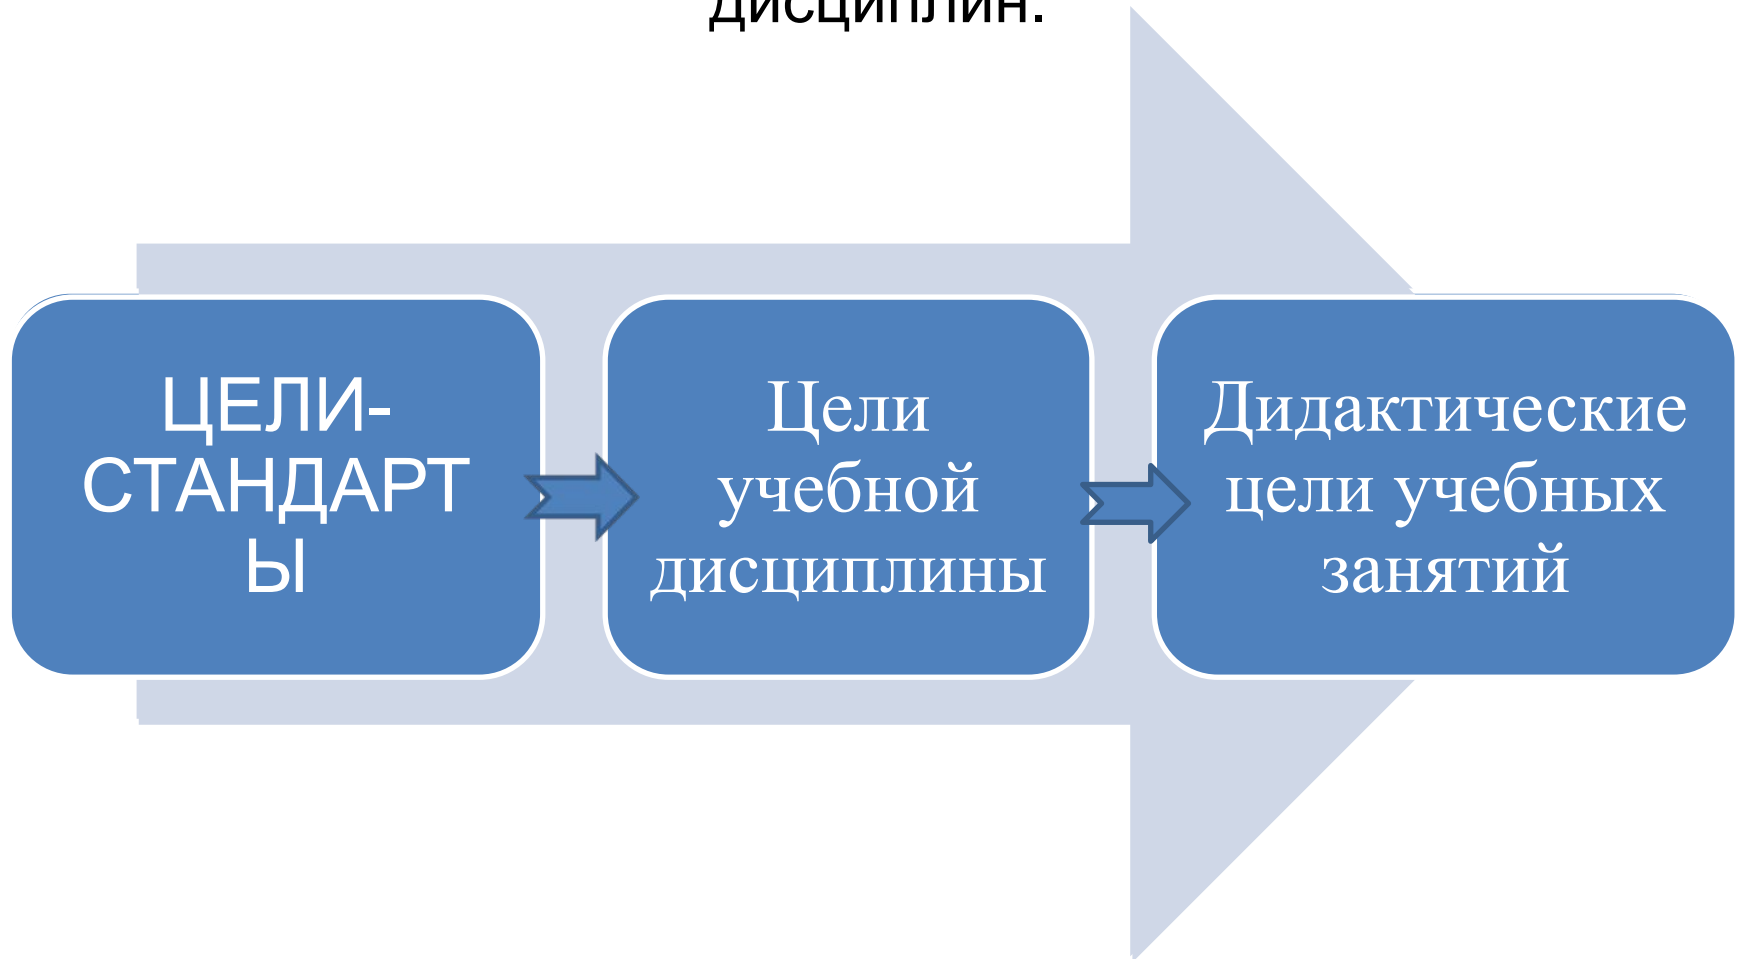 дисциплин.
ЦЕЛИ-
СТАНДАРТ
Ы
Цели
учебной
дисциплины
Дидактические
цели учебных
занятий